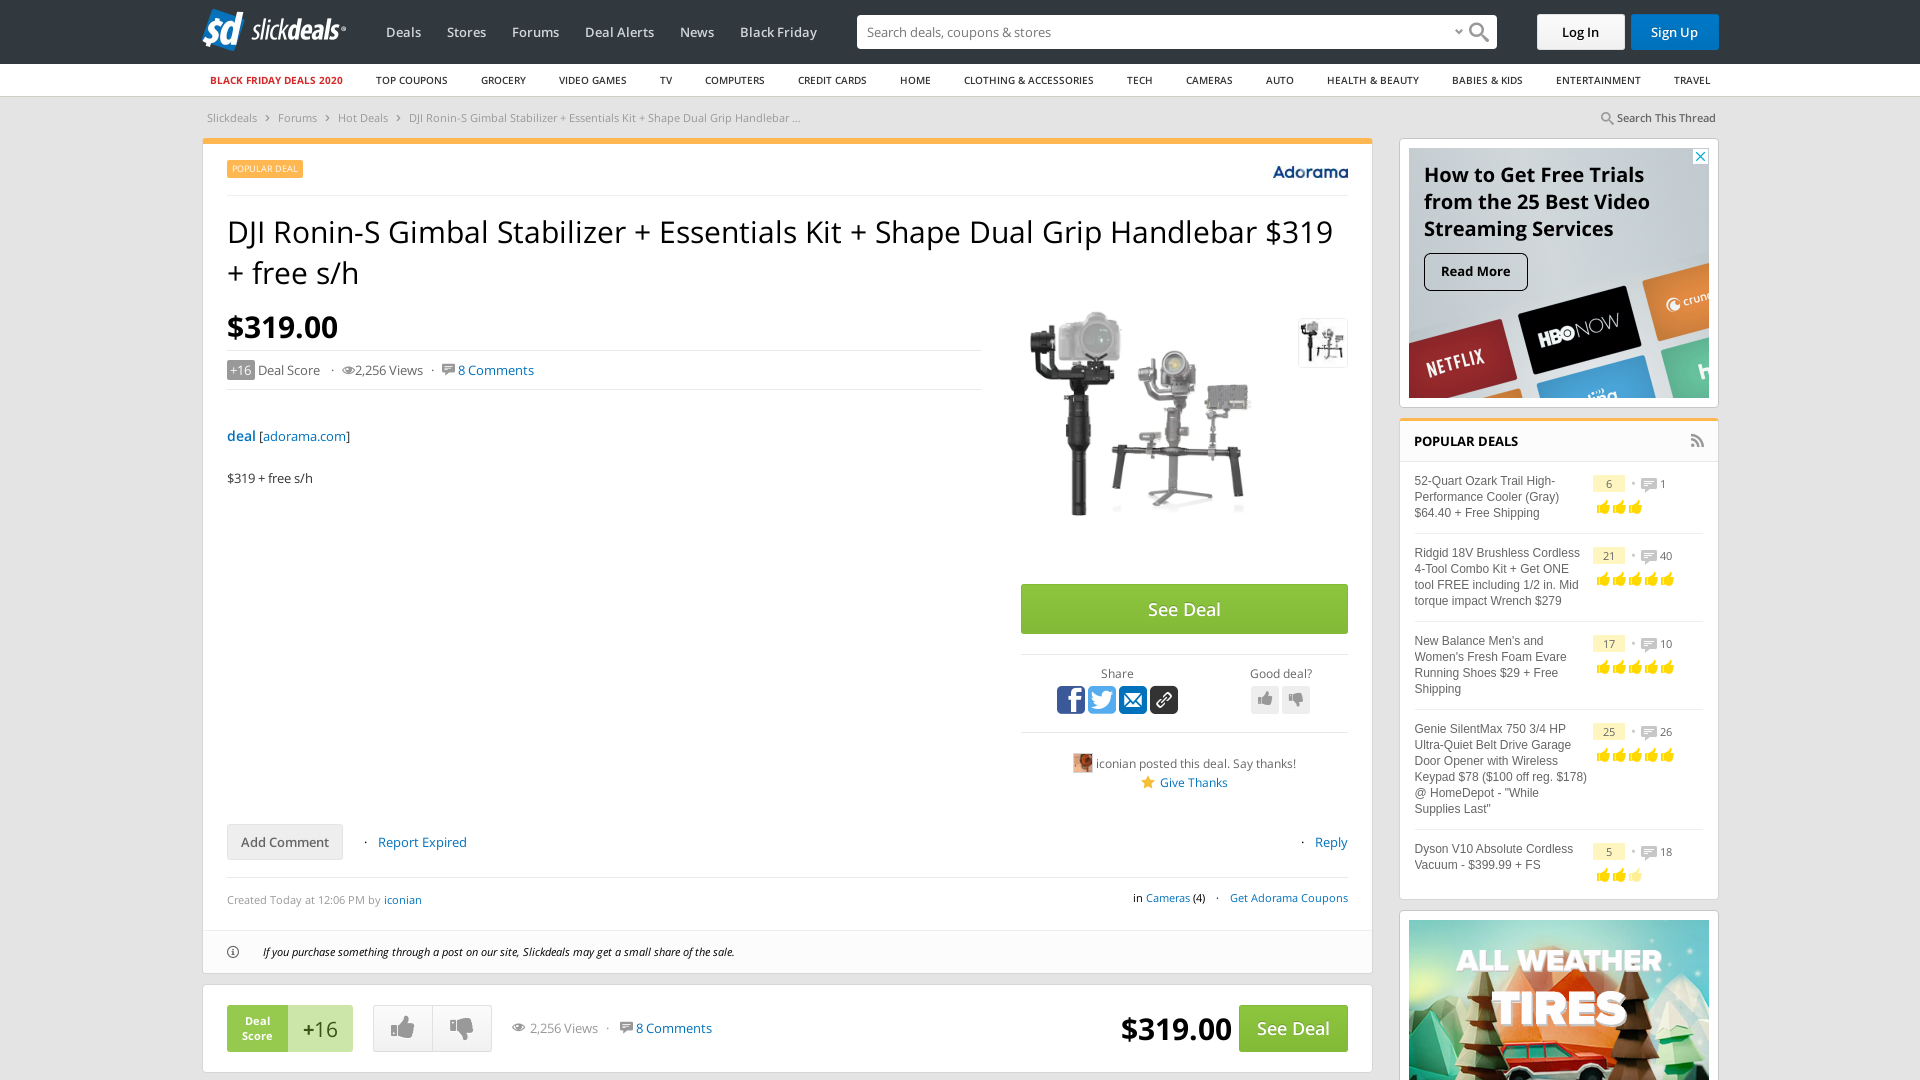 sd slickdeals
Deals
Stores
Forums
Deal Alerts
News
Black Friday
Search deals, coupons & stores
Log In
Sign Up
BLACK FRIDAY DEALS 2020
TOP COUPONS
GROCERY
VIDEO GAMES
TV
COMPUTERS
CREDIT CARDS
HOME
CLOTHING & ACCESSORIES
TECH
CAMERAS
AUTO
HEALTH & BEAUTY
BABIES & KIDS
ENTERTAINMENT
TRAVEL
Slickdeals › Forums › Hot Deals › DJI Ronin-S Gimbal Stabilizer + Essentials Kit + Shape Dual Grip Handlebar ...
Search This Thread
POPULAR DEAL
Adorama
DJI Ronin-S Gimbal Stabilizer + Essentials Kit + Shape Dual Grip Handlebar $319
+ free s/h
$319.00
+16 Deal Score · 2,256 Views · 8 Comments
deal [adorama.com]
$319 + free s/h
See Deal
Share
Good deal?
iconian posted this deal. Say thanks!
Give Thanks
Add Comment · Report Expired
· Reply
Created Today at 12:06 PM by iconian
in Cameras (4) · Get Adorama Coupons
If you purchase something through a post on our site, Slickdeals may get a small share of the sale.
Deal
Score
+16
2,256 Views · 8 Comments
$319.00
See Deal
How to Get Free Trials
from the 25 Best Video
Streaming Services
Read More
NETFLIX
HBO NOW
crun
POPULAR DEALS
52-Quart Ozark Trail High-
Performance Cooler (Gray)
$64.40 + Free Shipping
6 • 1
Ridgid 18V Brushless Cordless
4-Tool Combo Kit + Get ONE
tool FREE including 1/2 in. Mid
torque impact Wrench $279
21 • 40
New Balance Men's and
Women's Fresh Foam Evare
Running Shoes $29 + Free
Shipping
17 • 10
Genie SilentMax 750 3/4 HP
Ultra-Quiet Belt Drive Garage
Door Opener with Wireless
Keypad $78 ($100 off reg. $178)
@ HomeDepot - "While
Supplies Last"
25 • 26
Dyson V10 Absolute Cordless
Vacuum - $399.99 + FS
5 • 18
ALL WEATHER
TIRES